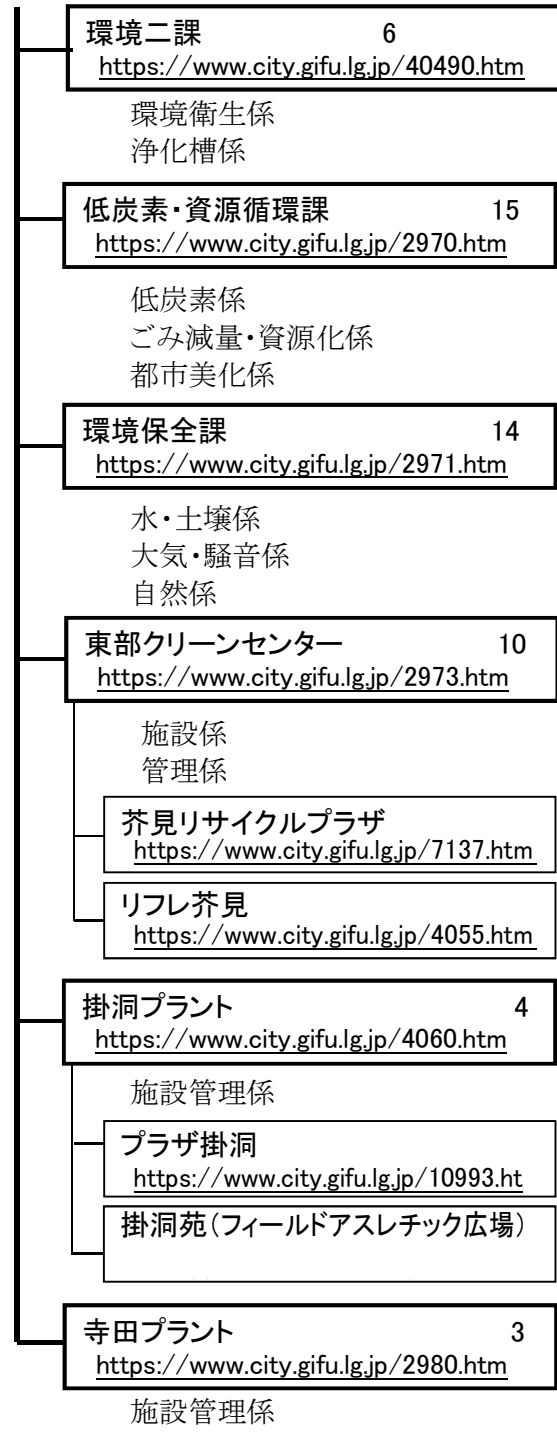 環境二課 6
https://www.city.gifu.lg.jp/40490.htm
環境衛生係
浄化槽係
低炭素・資源循環課 15
https://www.city.gifu.lg.jp/2970.htm
低炭素係
ごみ減量・資源化係
都市美化係
環境保全課 14
https://www.city.gifu.lg.jp/2971.htm
水・土壌係
大気・騒音係
自然係
東部クリーンセンター 10
https://www.city.gifu.lg.jp/2973.htm
施設係
管理係
芥見リサイクルプラザ
https://www.city.gifu.lg.jp/7137.htm
リフレ芥見
https://www.city.gifu.lg.jp/4055.htm
掛洞プラント 4
https://www.city.gifu.lg.jp/4060.htm
施設管理係
プラザ掛洞
https://www.city.gifu.lg.jp/10993.ht
掛洞苑（フィールドアスレチック広場）
寺田プラント 3
https://www.city.gifu.lg.jp/2980.htm
施設管理係